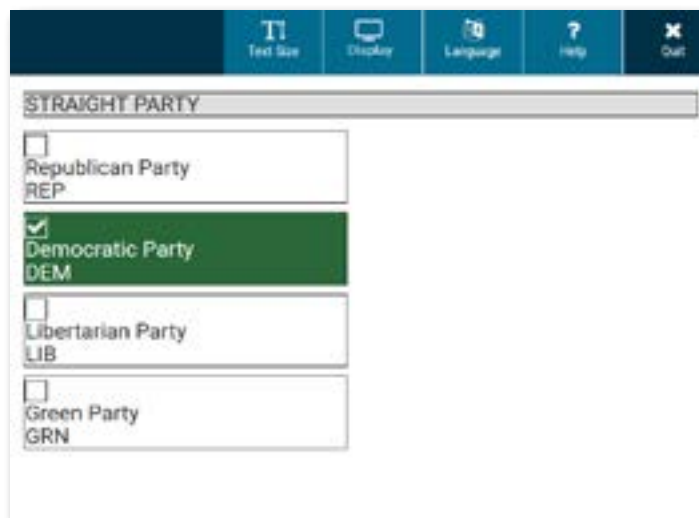 Text Size
Display
Language
Help
Quit
STRAIGHT PARTY
Republican Party
REP
Democratic Party
DEM
Libertarian Party
LIB
Green Party
GRN